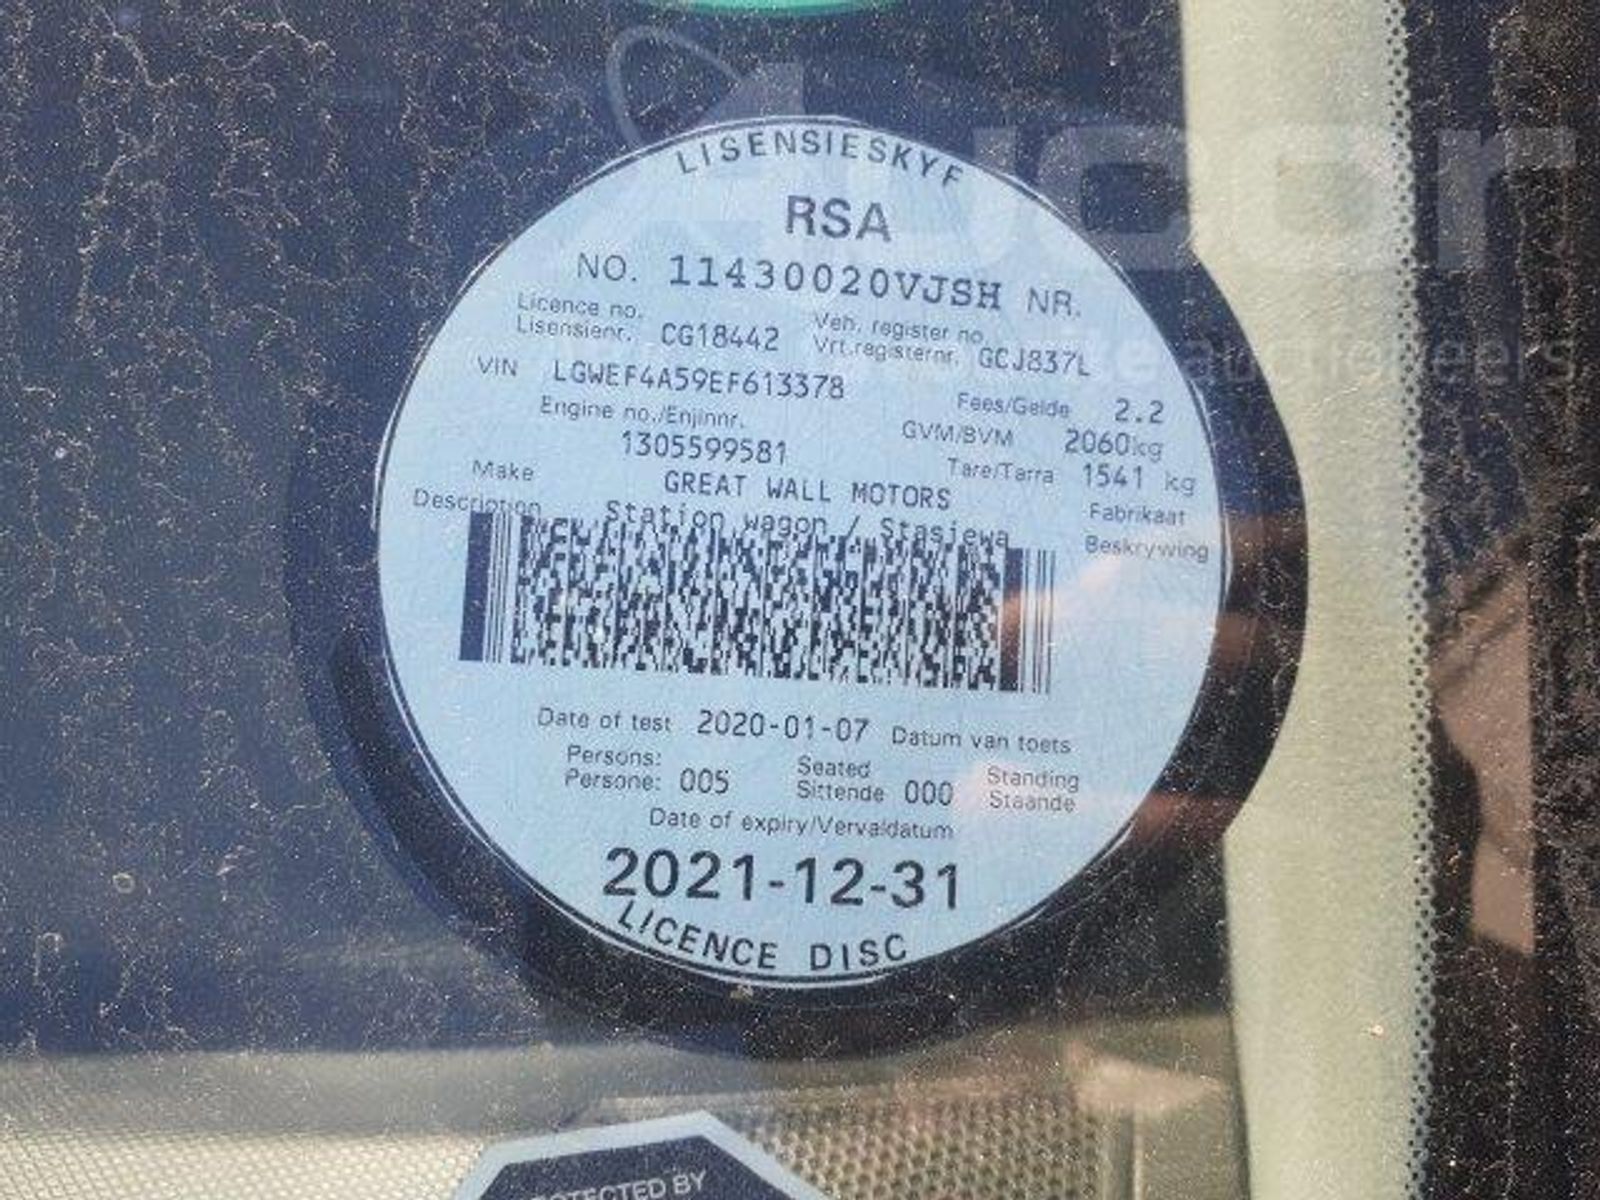 LISENSIESKYF
RSA
NO. 11430020VJSH NR.
Licence no. Veh. register no.
Lisensienr. CG18442 Vrt.registernr. GCJ837L
VIN LGWEF4A59EF613378 Fees/Gelde 2.2
Engine no./Enjinnr. GVM/BVM 2060kg
1305599581 Tare/Tarra 1541 kg
Make GREAT WALL MOTORS Fabrikaat
Description Station wagon / Stasiewa Beskrywing
Date of test 2020-01-07 Datum van toets
Persons: Seated Standing
Persone: 005 Sittende 000 Staande
Date of expiry/Vervaldatum
2021-12-31
LICENCE DISC
aucor
auctioneers
PROTECTED BY